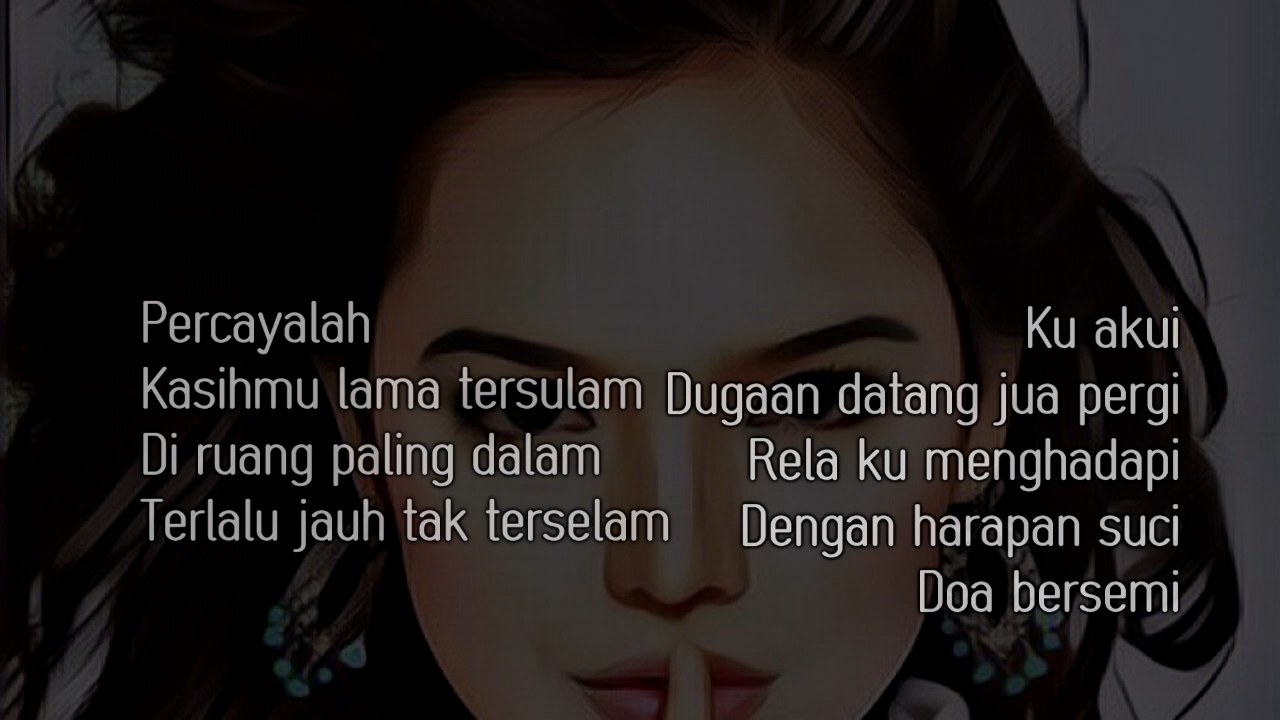 Percayalah
Kasihmu lama tersulam
Di ruang paling dalam
Terlalu jauh tak terselam
Ku akui
Dugaan datang jua pergi
Rela ku menghadapi
Dengan harapan suci
Doa bersemi